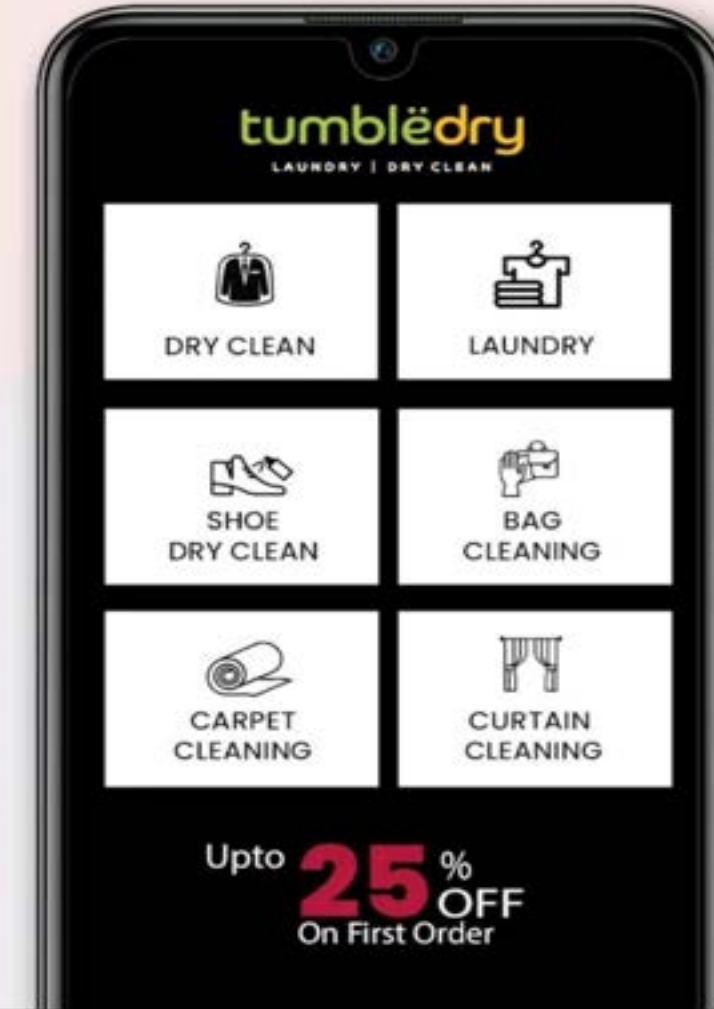 tumblëdry
LAUNDRY | DRY CLEAN
DRY CLEAN
LAUNDRY
SHOE
DRY CLEAN
BAG
CLEANING
CARPET
CLEANING
CURTAIN
CLEANING
Upto 25% OFF
On First Order